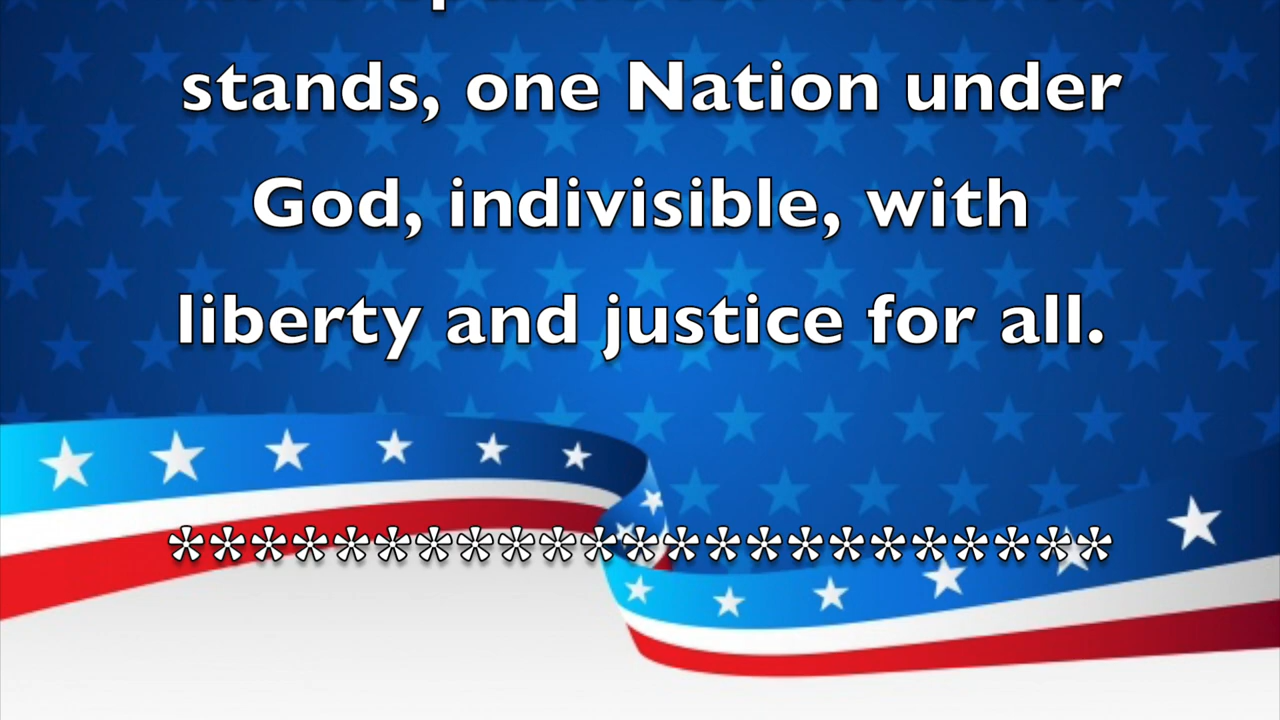 stands, one Nation under
God, indivisible, with
liberty and justice for all.
***********************